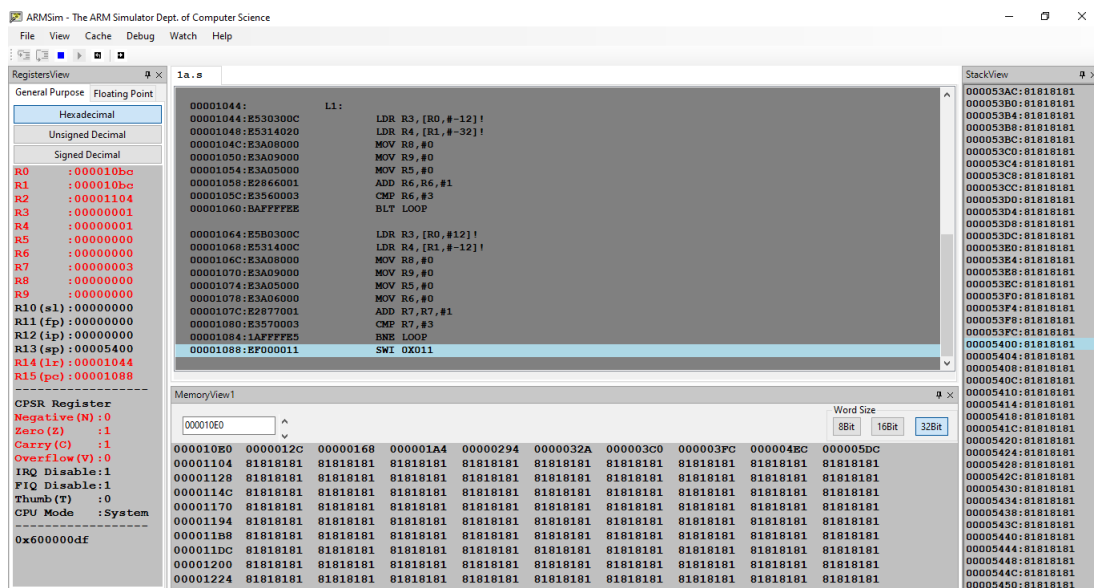 ARMSim - The ARM Simulator Dept. of Computer Science
File View Cache Debug Watch Help
RegistersView
General Purpose Floating Point
Hexadecimal
Unsigned Decimal
Signed Decimal
R0 :000010bc
R1 :000010bc
R2 :00001104
R3 :00000001
R4 :00000001
R5 :00000000
R6 :00000000
R7 :00000003
R8 :00000000
R9 :00000000
R10(sl):00000000
R11(fp):00000000
R12(ip):00000000
R13(sp):00005400
R14(lr):00001044
R15(pc):00001088
CPSR Register
Negative(N):0
Zero(Z) :1
Carry(C) :1
Overflow(V):0
IRQ Disable:1
FIQ Disable:1
Thumb(T) :0
CPU Mode :System
0x600000df
1a.s
00001044: L1:
00001044:E530300C LDR R3,[R0,#-12]!
00001048:E5314020 LDR R4,[R1,#-32]!
0000104C:E3A08000 MOV R8,#0
00001050:E3A09000 MOV R9,#0
00001054:E3A05000 MOV R5,#0
00001058:E2866001 ADD R6,R6,#1
0000105C:E3560003 CMP R6,#3
00001060:BAFFFFEE BLT LOOP
00001064:E5B0300C LDR R3,[R0,#12]!
00001068:E531400C LDR R4,[R1,#-12]!
0000106C:E3A08000 MOV R8,#0
00001070:E3A09000 MOV R9,#0
00001074:E3A05000 MOV R5,#0
00001078:E3A06000 MOV R6,#0
0000107C:E2877001 ADD R7,R7,#1
00001080:E3570003 CMP R7,#3
00001084:1AFFFFE5 BNE LOOP
00001088:EF000011 SWI 0X011
MemoryView1
000010E0
Word Size
8Bit 16Bit 32Bit
000010E0 0000012C 00000168 000001A4 00000294 0000032A 000003C0 000003FC 000004EC 000005DC
00001104 81818181 81818181 81818181 81818181 81818181 81818181 81818181 81818181 81818181
00001128 81818181 81818181 81818181 81818181 81818181 81818181 81818181 81818181 81818181
0000114C 81818181 81818181 81818181 81818181 81818181 81818181 81818181 81818181 81818181
00001170 81818181 81818181 81818181 81818181 81818181 81818181 81818181 81818181 81818181
00001194 81818181 81818181 81818181 81818181 81818181 81818181 81818181 81818181 81818181
000011B8 81818181 81818181 81818181 81818181 81818181 81818181 81818181 81818181 81818181
000011DC 81818181 81818181 81818181 81818181 81818181 81818181 81818181 81818181 81818181
00001200 81818181 81818181 81818181 81818181 81818181 81818181 81818181 81818181 81818181
00001224 81818181 81818181 81818181 81818181 81818181 81818181 81818181 81818181 81818181
StackView
000053AC:81818181
000053B0:81818181
000053B4:81818181
000053B8:81818181
000053BC:81818181
000053C0:81818181
000053C4:81818181
000053C8:81818181
000053CC:81818181
000053D0:81818181
000053D4:81818181
000053D8:81818181
000053DC:81818181
000053E0:81818181
000053E4:81818181
000053E8:81818181
000053EC:81818181
000053F0:81818181
000053F4:81818181
000053F8:81818181
000053FC:81818181
00005400:81818181
00005404:81818181
00005408:81818181
0000540C:81818181
00005410:81818181
00005414:81818181
00005418:81818181
0000541C:81818181
00005420:81818181
00005424:81818181
00005428:81818181
0000542C:81818181
00005430:81818181
00005434:81818181
00005438:81818181
0000543C:81818181
00005440:81818181
00005444:81818181
00005448:81818181
0000544C:81818181
00005450:81818181